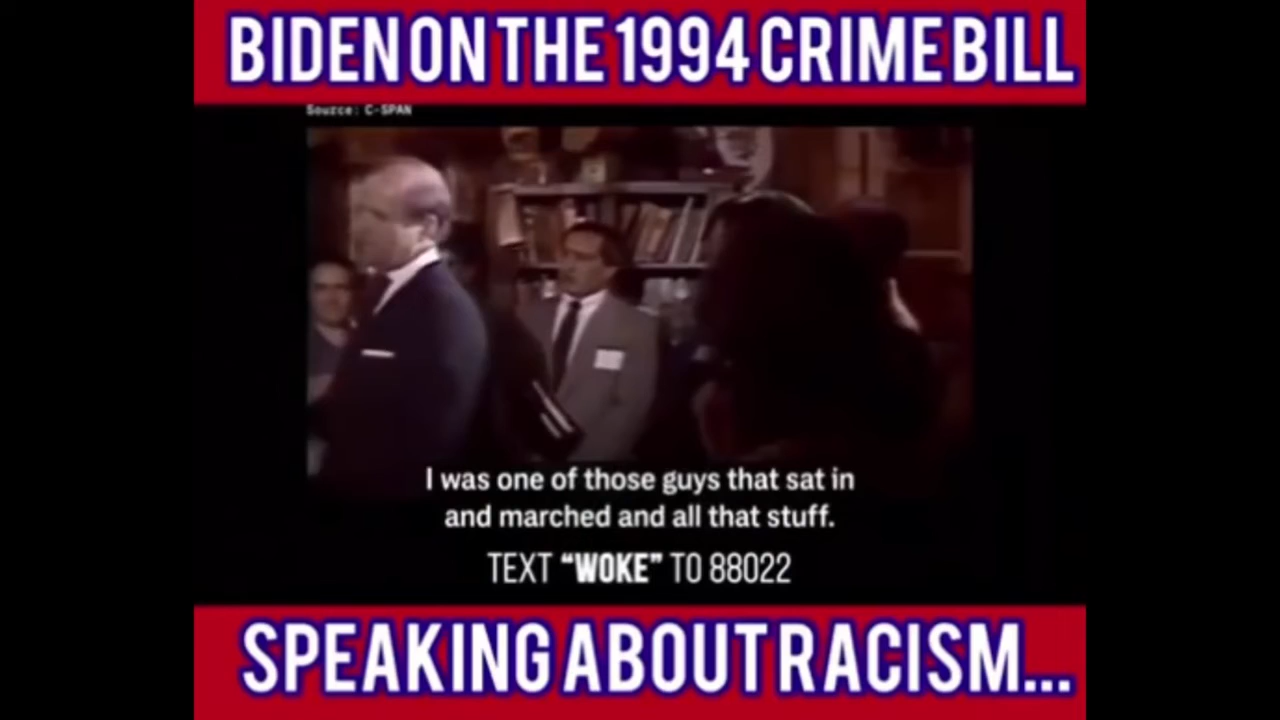 BIDEN ON THE 1994 CRIME BILL
Source: C-SPAN
I was one of those guys that sat in
and marched and all that stuff.
TEXT “WOKE” TO 88022
SPEAKING ABOUT RACISM...